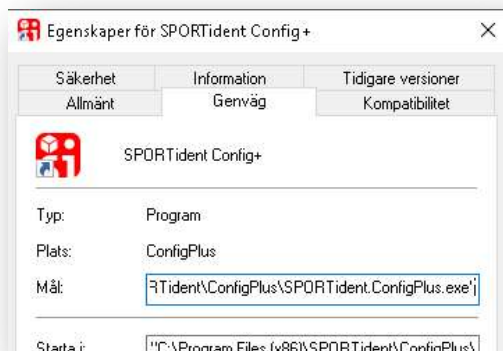 Egenskaper för SPORTident Config+
Säkerhet Information Tidigare versioner
Allmänt Genväg Kompatibilitet
SPORTident Config+
Typ: Program
Plats: ConfigPlus
Mål: RTident\ConfigPlus\SPORTident.ConfigPlus.exe"
Starta i: "C:\Program Files (x86)\SPORTident\ConfigPlus\